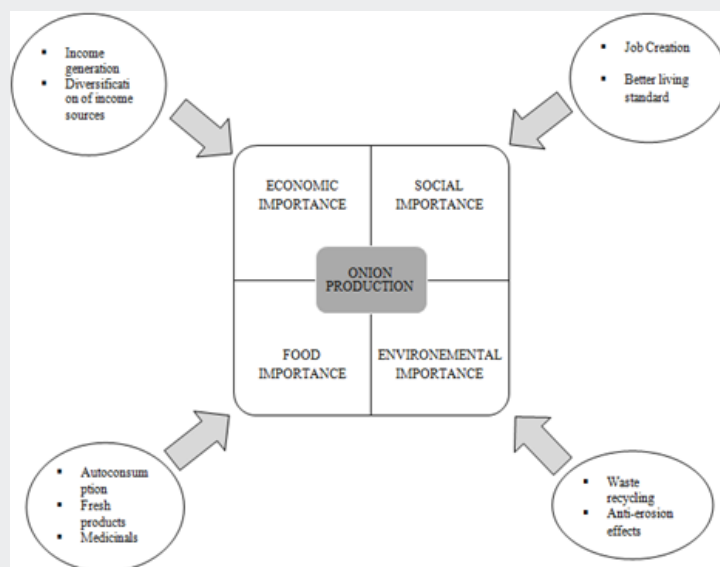 ▪ Income
generation
▪ Diversificati
on of income
sources
▪ Job Creation
▪ Better living
standard
ECONOMIC
IMPORTANCE
SOCIAL
IMPORTANCE
ONION
PRODUCTION
FOOD
IMPORTANCE
ENVIRONEMENTAL
IMPORTANCE
▪ Autoconsum
ption
▪ Fresh
products
▪ Medicinals
▪ Waste
recycling
▪ Anti-erosion
effects